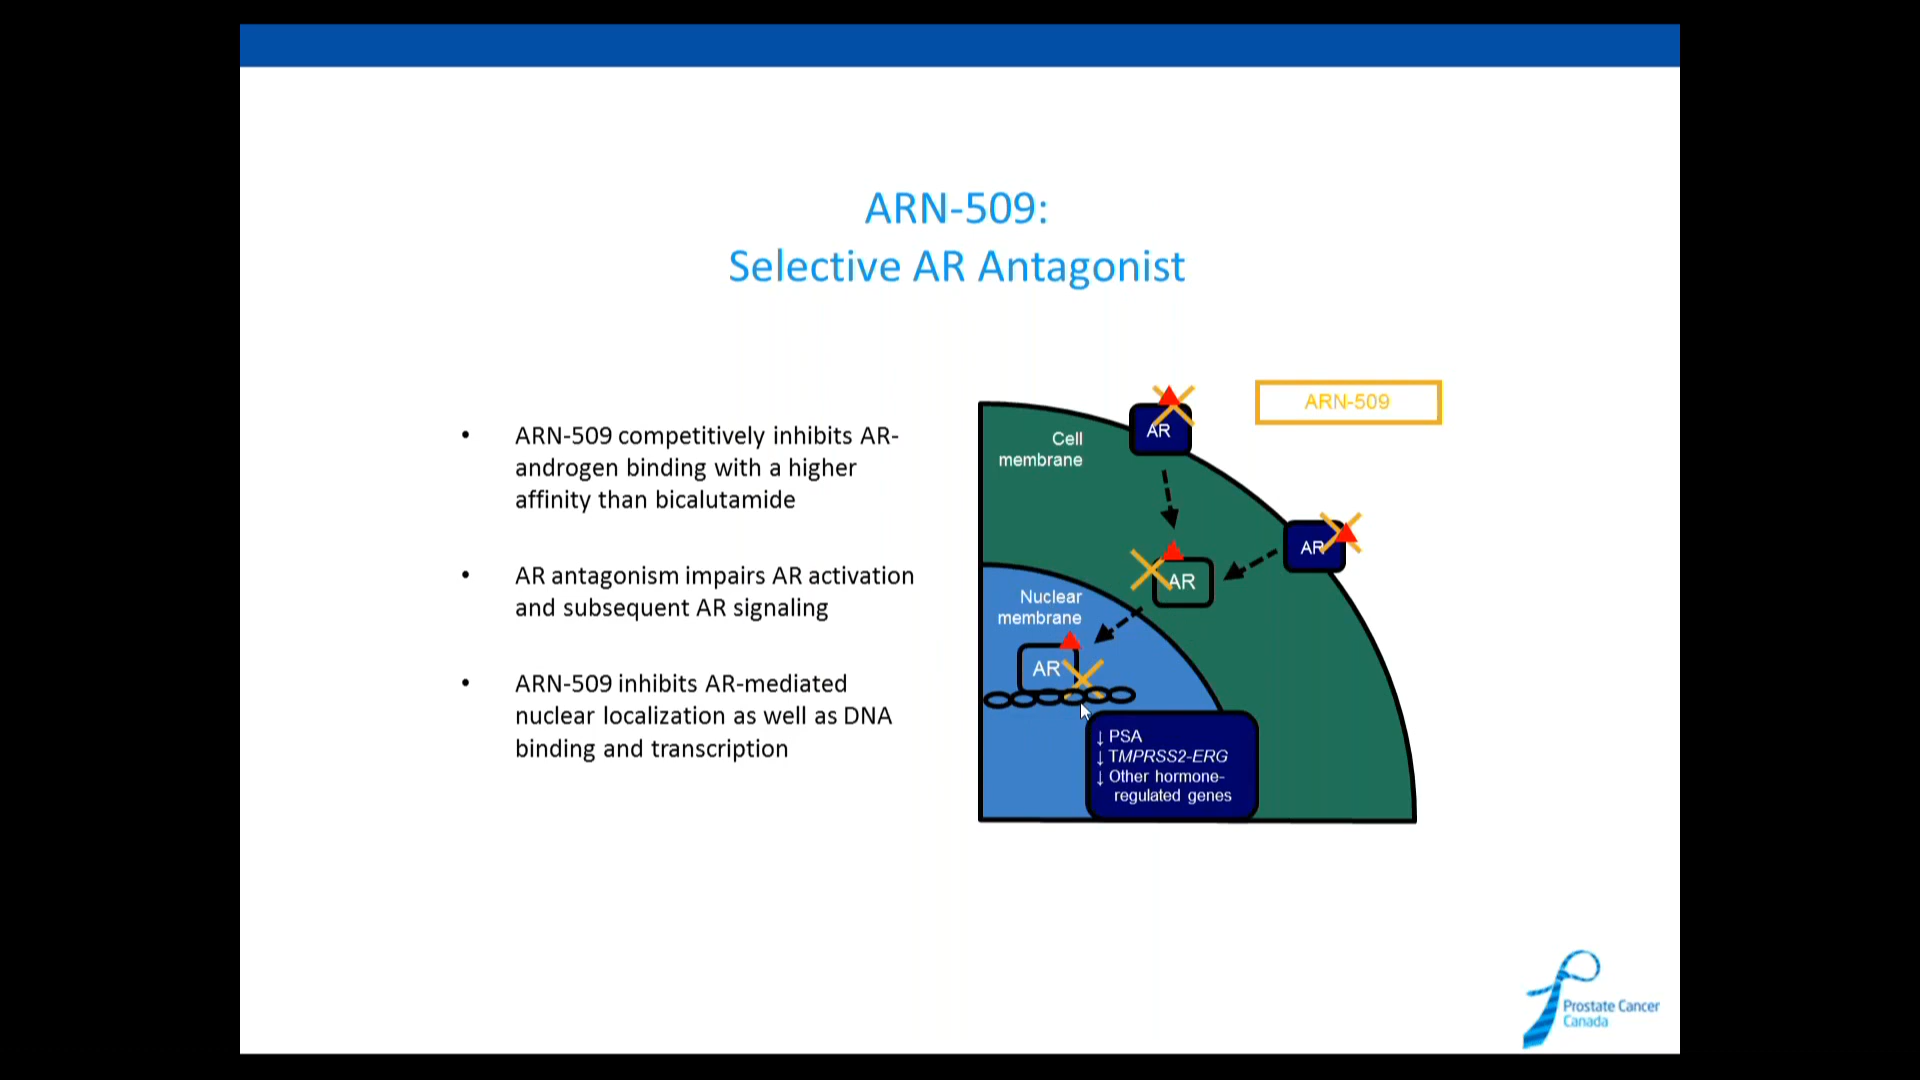 ARN-509:
Selective AR Antagonist
• ARN-509 competitively inhibits AR-
androgen binding with a higher
affinity than bicalutamide
• AR antagonism impairs AR activation
and subsequent AR signaling
• ARN-509 inhibits AR-mediated
nuclear localization as well as DNA
binding and transcription
ARN-509
AR
Cell
membrane
AR
AR
Nuclear
membrane
AR
↓ PSA
↓ TMPRSS2-ERG
↓ Other hormone-
regulated genes
Prostate Cancer
Canada